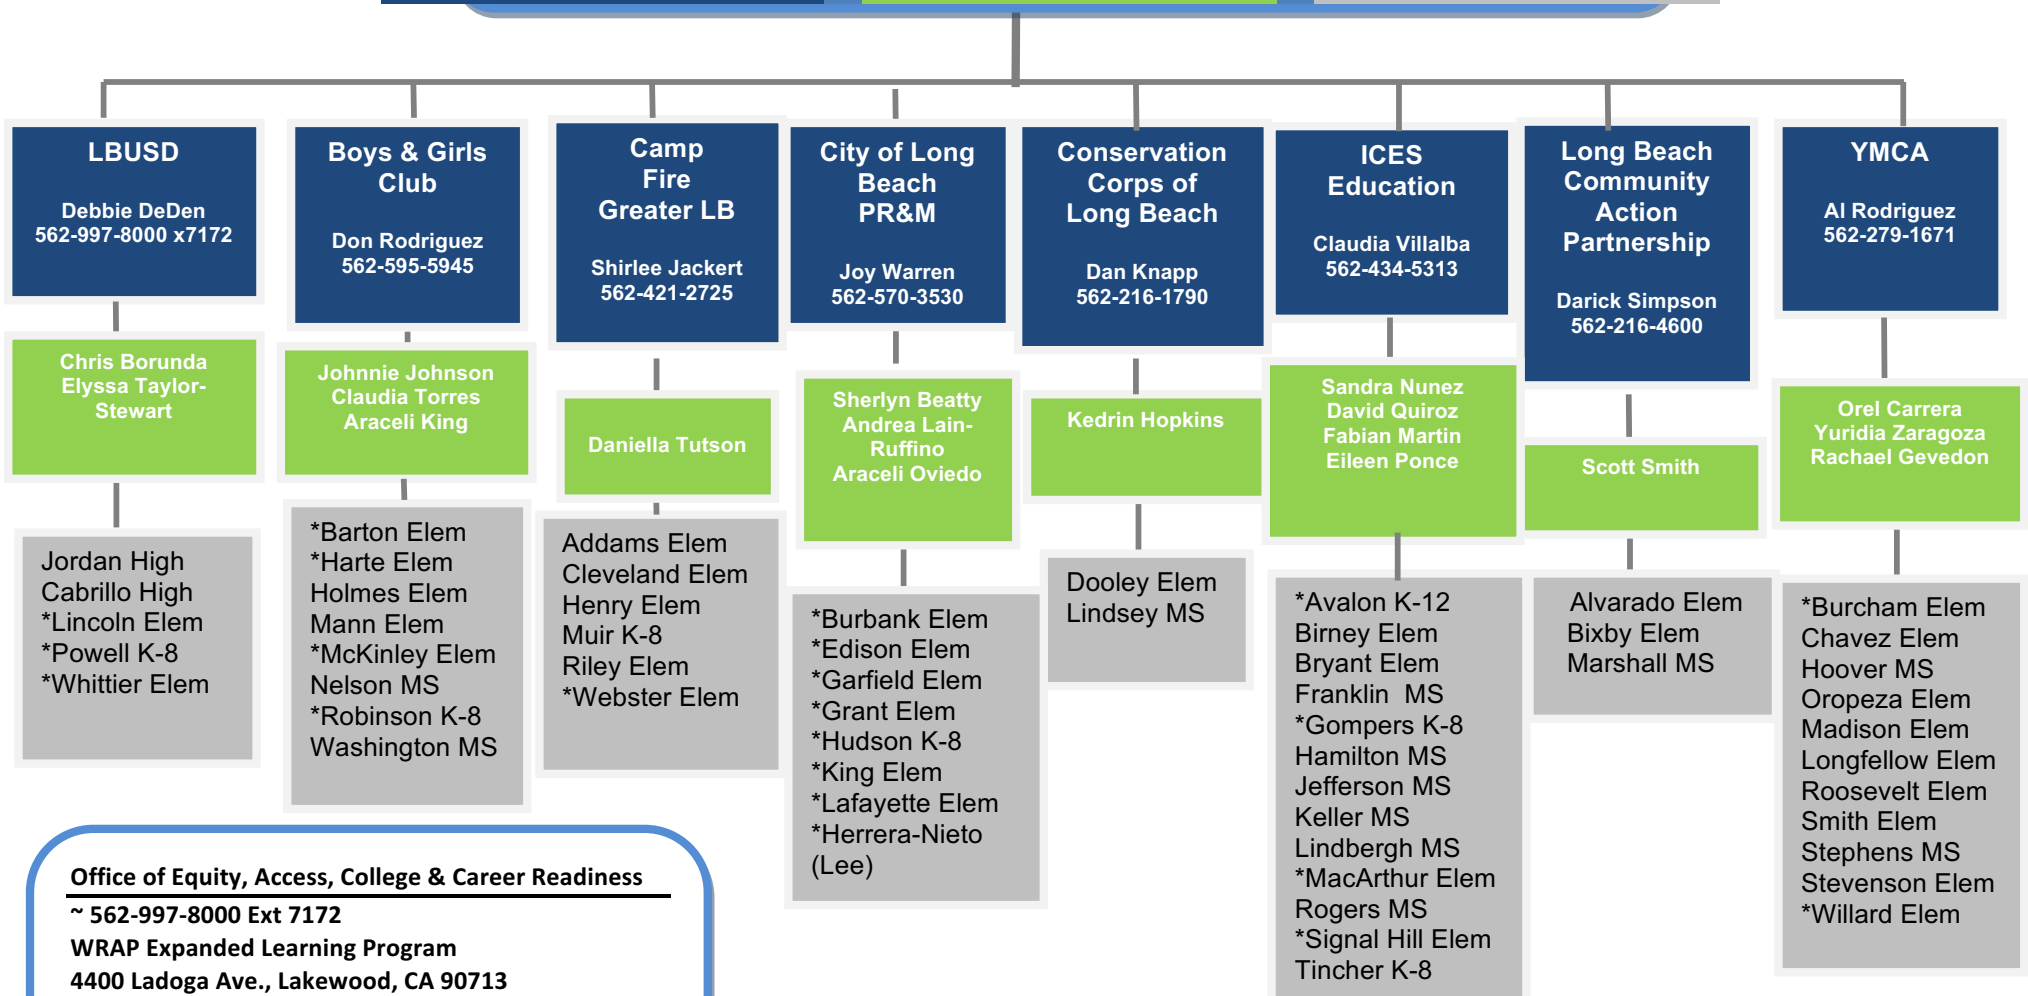 LBUSD
Debbie DeDen
562-997-8000 x7172
Chris Borunda
Elyssa Taylor-
Stewart
Jordan High
Cabrillo High
*Lincoln Elem
*Powell K-8
*Whittier Elem
Boys & Girls
Club
Don Rodriguez
562-595-5945
Johnnie Johnson
Claudia Torres
Araceli King
*Barton Elem
*Harte Elem
Holmes Elem
Mann Elem
*McKinley Elem
Nelson MS
*Robinson K-8
Washington MS
Camp
Fire
Greater LB
Shirlee Jackert
562-421-2725
Daniella Tutson
Addams Elem
Cleveland Elem
Henry Elem
Muir K-8
Riley Elem
*Webster Elem
City of Long
Beach
PR&M
Joy Warren
562-570-3530
Sherlyn Beatty
Andrea Lain-
Ruffino
Araceli Oviedo
*Burbank Elem
*Edison Elem
*Garfield Elem
*Grant Elem
*Hudson K-8
*King Elem
*Lafayette Elem
*Herrera-Nieto
(Lee)
Conservation
Corps of
Long Beach
Dan Knapp
562-216-1790
Kedrin Hopkins
Dooley Elem
Lindsey MS
ICES
Education
Claudia Villalba
562-434-5313
Sandra Nunez
David Quiroz
Fabian Martin
Eileen Ponce
*Avalon K-12
Birney Elem
Bryant Elem
Franklin  MS
*Gompers K-8
Hamilton MS
Jefferson MS
Keller MS
Lindbergh MS
*MacArthur Elem
Rogers MS
*Signal Hill Elem
Tincher K-8
Long Beach
Community
Action
Partnership
Darick Simpson
562-216-4600
Scott Smith
Alvarado Elem
Bixby Elem
Marshall MS
YMCA
Al Rodriguez
562-279-1671
Orel Carrera
Yuridia Zaragoza
Rachael Gevedon
*Burcham Elem
Chavez Elem
Hoover MS
Oropeza Elem
Madison Elem
Longfellow Elem
Roosevelt Elem
Smith Elem
Stephens MS
Stevenson Elem
*Willard Elem
Office of Equity, Access, College & Career Readiness
~ 562-997-8000 Ext 7172
WRAP Expanded Learning Program
4400 Ladoga Ave., Lakewood, CA 90713